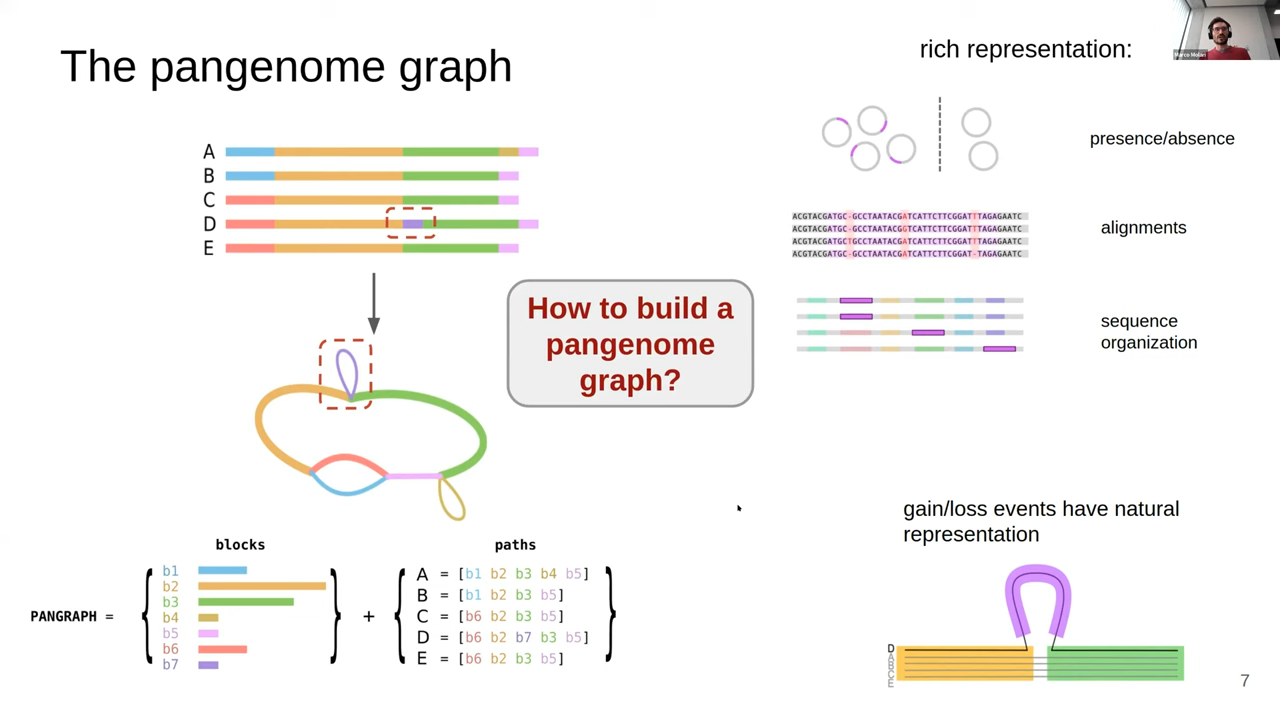 The pangenome graph
rich representation:
Marco Molari
A
B
C
D
E
presence/absence
ACGTACGATGC-GCCTAATACGATCATTCTTCGGATTTAGAGAATC
ACGTACGATGC-GCCTAATACGGTCATTCTTCGGATTTAGAGAATC
ACGTACGATGCTGCCTAATACGATCATTCTTCGGATTTAGAGAATC
ACGTACGATGC-GCCTAATACGATCATTCTTCGGAT-TAGAGAATC
alignments
How to build a
pangenome
graph?
sequence
organization
gain/loss events have natural
representation
blocks
paths
PANGRAPH =
b1
b2
b3
b4
b5
b6
b7
+
A = [b1 b2 b3 b4 b5]
B = [b1 b2 b3 b5]
C = [b6 b2 b3 b5]
D = [b6 b2 b7 b3 b5]
E = [b6 b2 b3 b5]
D
A
B
C
E
7